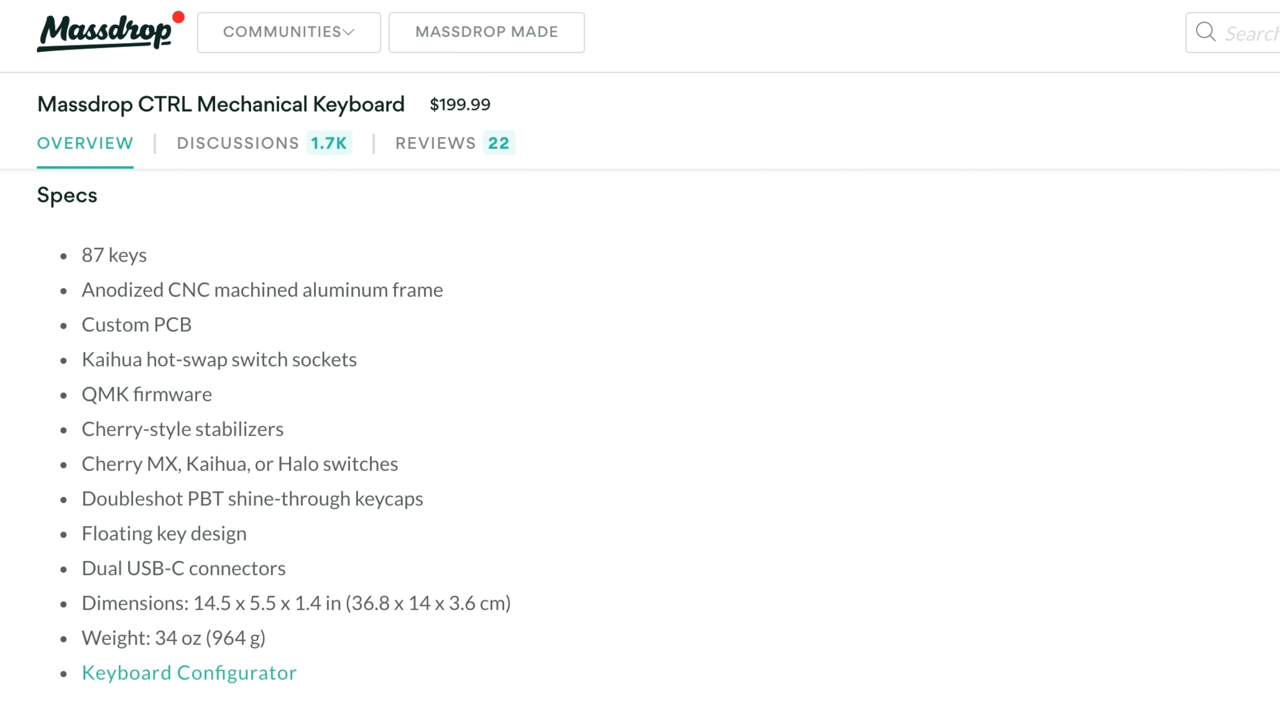 Massdrop
COMMUNITIES
MASSDROP MADE
Search
Massdrop CTRL Mechanical Keyboard $199.99
OVERVIEW | DISCUSSIONS 1.7K | REVIEWS 22
Specs
• 87 keys
• Anodized CNC machined aluminum frame
• Custom PCB
• Kaihua hot-swap switch sockets
• QMK firmware
• Cherry-style stabilizers
• Cherry MX, Kaihua, or Halo switches
• Doubleshot PBT shine-through keycaps
• Floating key design
• Dual USB-C connectors
• Dimensions: 14.5 x 5.5 x 1.4 in (36.8 x 14 x 3.6 cm)
• Weight: 34 oz (964 g)
• Keyboard Configurator